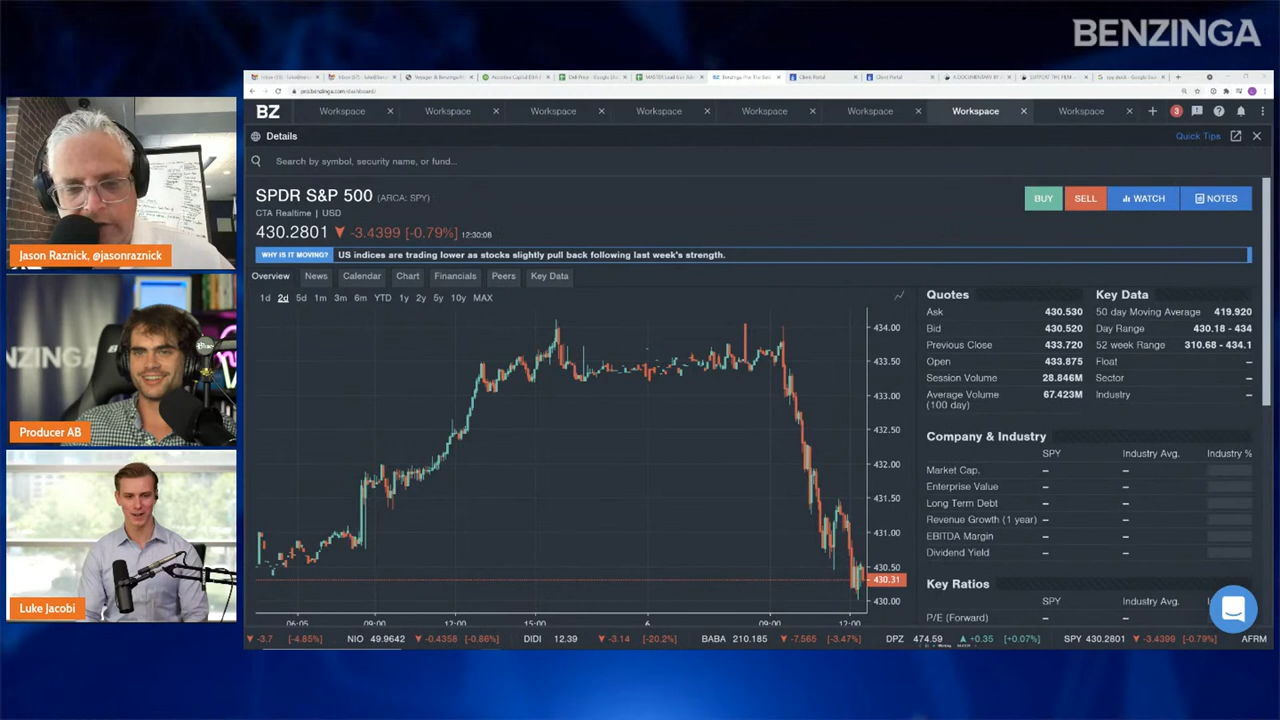 BENZINGA
Jason Raznick, @jasonraznick
NZINGA
Producer AB
Luke Jacobi
pro.benzinga.com/dashboard/
BZ Workspace Workspace Workspace Workspace Workspace Workspace Workspace Workspace 3
Details Quick Tips
Search by symbol, security name, or fund...
SPDR S&P 500 (ARCA: SPY)
BUY SELL WATCH NOTES
CTA Realtime | USD
430.2801 -3.4399 [-0.79%] 12:30:06
WHY IS IT MOVING? US indices are trading lower as stocks slightly pull back following last week's strength.
Overview News Calendar Chart Financials Peers Key Data
1d 2d 5d 1m 3m 6m YTD 1y 2y 5y 10y MAX
434.00
433.50
433.00
432.50
432.00
431.50
431.00
430.50
430.31
430.00
06:05 09:00 12:00 15:00 6 09:00 12:00
Quotes Key Data
Ask 430.530 50 day Moving Average 419.920
Bid 430.520 Day Range 430.18 - 434
Previous Close 433.720 52 week Range 310.68 - 434.1
Open 433.875 Float –
Session Volume 28.846M Sector –
Average Volume 67.423M Industry –
(100 day)
Company & Industry
SPY Industry Avg. Industry %
Market Cap. – –
Enterprise Value – –
Long Term Debt – –
Revenue Growth (1 year) – –
EBITDA Margin – –
Dividend Yield – –
Key Ratios
SPY Industry Avg. Industry %
P/E (Forward) – –
-3.7 [-4.85%] NIO 49.9642 -0.4358 [-0.86%] DIDI 12.39 -3.14 [-20.2%] BABA 210.185 -7.565 [-3.47%] DPZ 474.59 +0.35 [+0.07%] SPY 430.2801 -3.4399 [-0.79%] AFRM